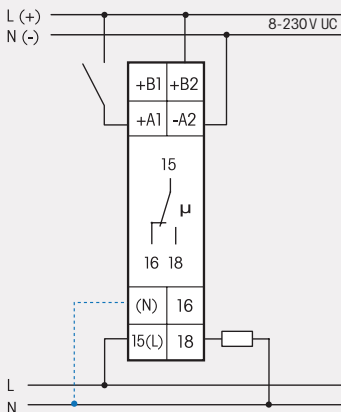 L (+)
N (-)
8-230 V UC
+B1 +B2
+A1 -A2
15
µ
16 18
(N) 16
15(L) 18
L
N